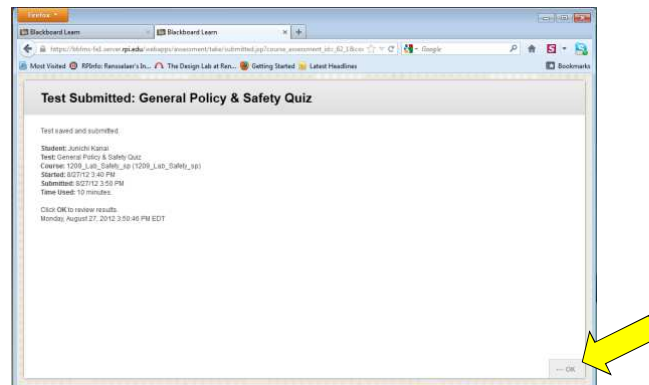 Firefox
Blackboard Learn
Blackboard Learn
Google
Most Visited
RPInfo: Rensselaer's In...
The Design Lab at Ren...
Getting Started
Latest Headlines
Bookmarks
Test Submitted: General Policy & Safety Quiz
Test saved and submitted.
Student: Junichi Kanai
Test: General Policy & Safety Quiz
Course: 1209_Lab_Safety_sp (1209_Lab_Safety_sp)
Started: 8/27/12 3:40 PM
Submitted: 8/27/12 3:50 PM
Time Used: 10 minutes.
Click OK to review results.
Monday, August 27, 2012 3:50:46 PM EDT
OK